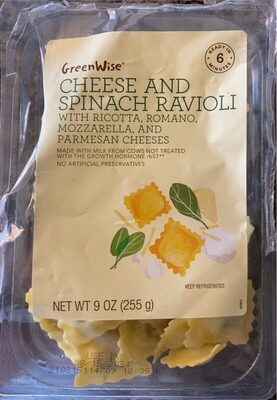 GreenWise®
READY IN
6
MINUTES
CHEESE AND
SPINACH RAVIOLI
WITH RICOTTA, ROMANO,
MOZZARELLA, AND
PARMESAN CHEESES
MADE WITH MILK FROM COWS NOT TREATED
WITH THE GROWTH HORMONE rBST**
NO ARTIFICIAL PRESERVATIVES
KEEP REFRIGERATED
NET WT 9 OZ (255 g)
USE